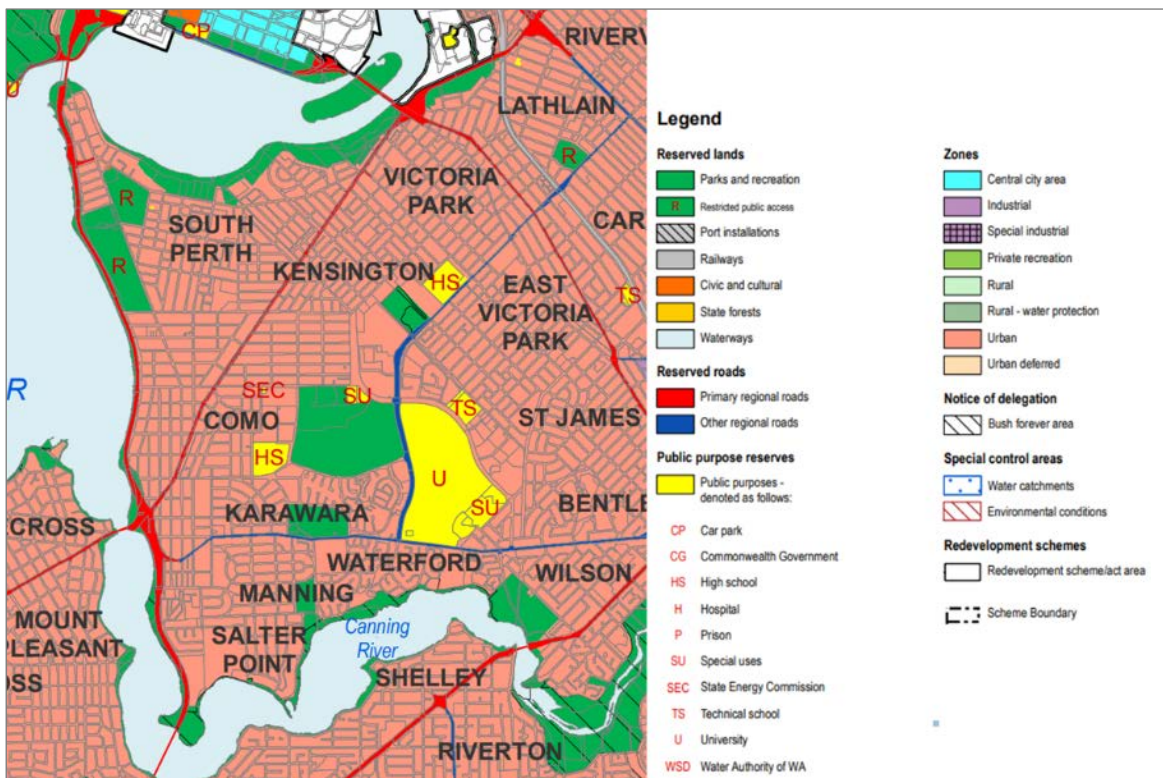 CP
RIVERV
LATHLAIN
U
R
VICTORIA
PARK
R
SOUTH
PERTH
CAR
R
KENSINGTON
HS
EAST
VICTORIA
PARK
TS
R
SEC
SU
TS
COMO
ST JAMES
HS
U
SU
BENTLE
KARAWARA
CROSS
WATERFORD
WILSON
MANNING
MOUNT
PLEASANT
SALTER
POINT
Canning
River
OSS
SHELLEY
RIVERTON
Legend
Reserved lands
Parks and recreation
R Restricted public access
Port installations
Railways
Civic and cultural
State forests
Waterways
Reserved roads
Primary regional roads
Other regional roads
Public purpose reserves
Public purposes -
denoted as follows:
CP Car park
CG Commonwealth Government
HS High school
H Hospital
P Prison
SU Special uses
SEC State Energy Commission
TS Technical school
U University
WSD Water Authority of WA
Zones
Central city area
Industrial
Special industrial
Private recreation
Rural
Rural - water protection
Urban
Urban deferred
Notice of delegation
Bush forever area
Special control areas
Water catchments
Environmental conditions
Redevelopment schemes
Redevelopment scheme/act area
Scheme Boundary